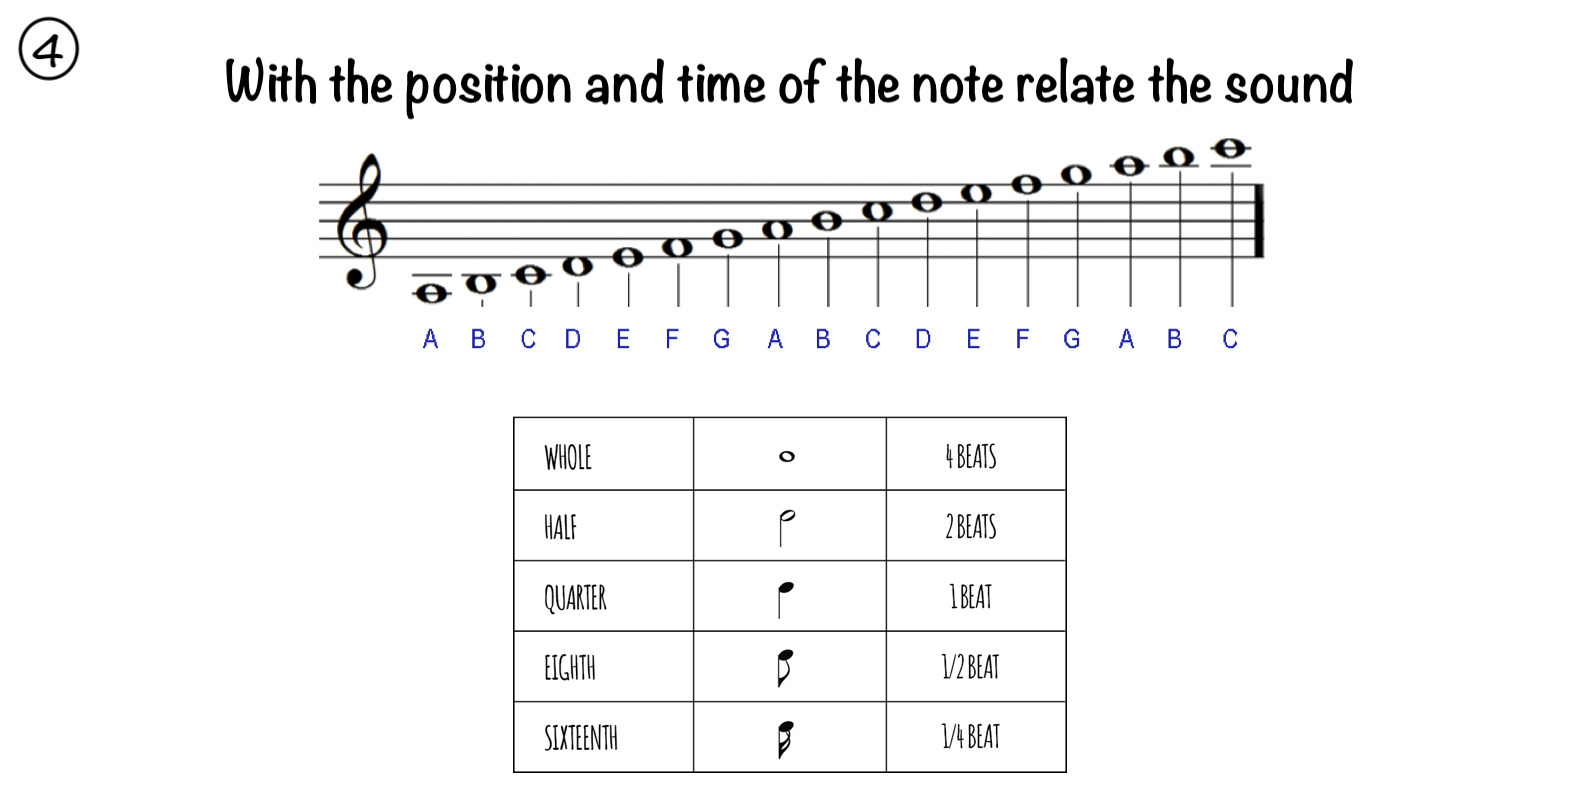 4
With the position and time of the note relate the sound
A B C D E F G A B C D E F G A B C
WHOLE 4 BEATS
HALF 2 BEATS
QUARTER 1 BEAT
EIGHTH 1/2 BEAT
SIXTEENTH 1/4 BEAT